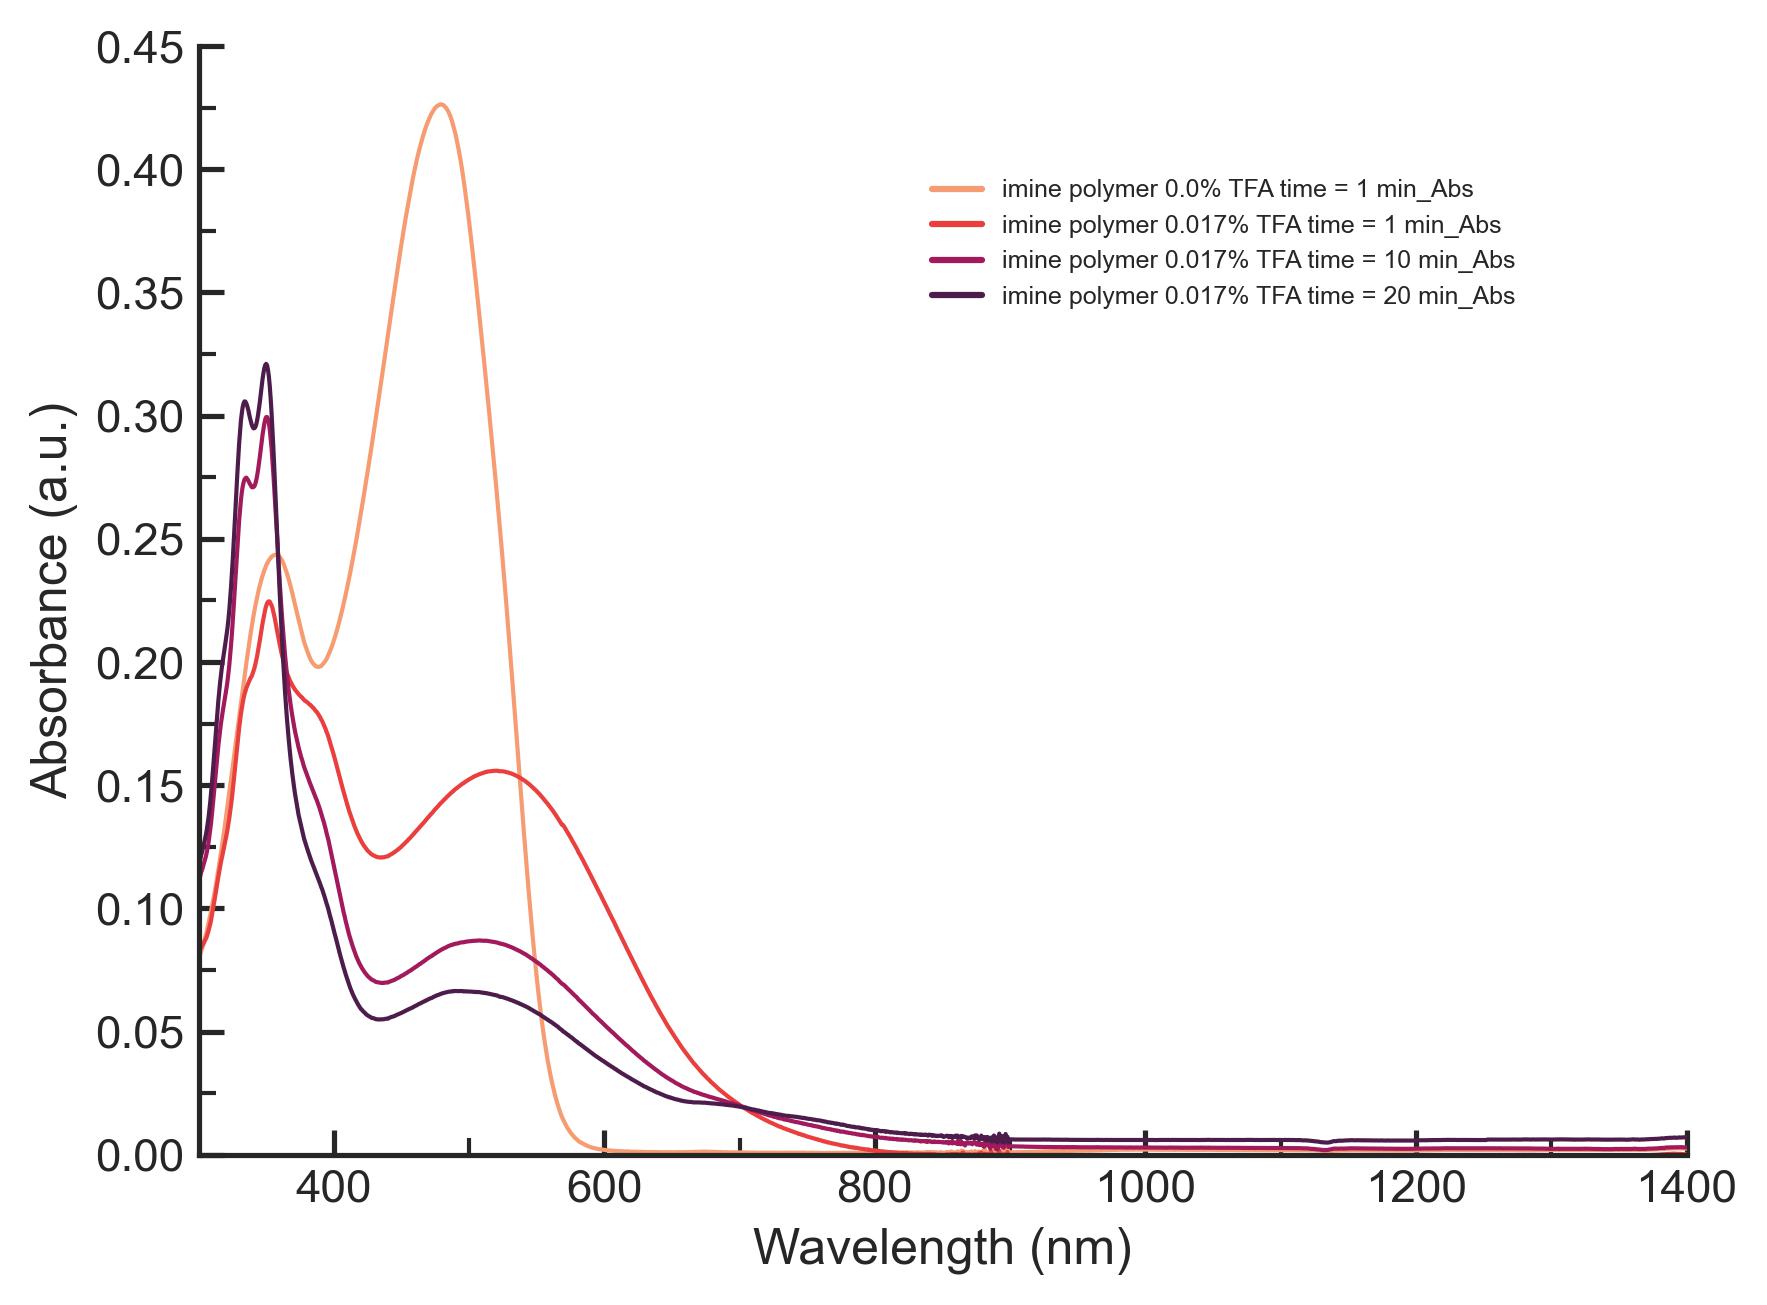 0.45
0.40
0.35
0.30
0.25
0.20
0.15
0.10
0.05
0.00
Absorbance (a.u.)
imine polymer 0.0% TFA time = 1 min_Abs
imine polymer 0.017% TFA time = 1 min_Abs
imine polymer 0.017% TFA time = 10 min_Abs
imine polymer 0.017% TFA time = 20 min_Abs
400 600 800 1000 1200 1400
Wavelength (nm)